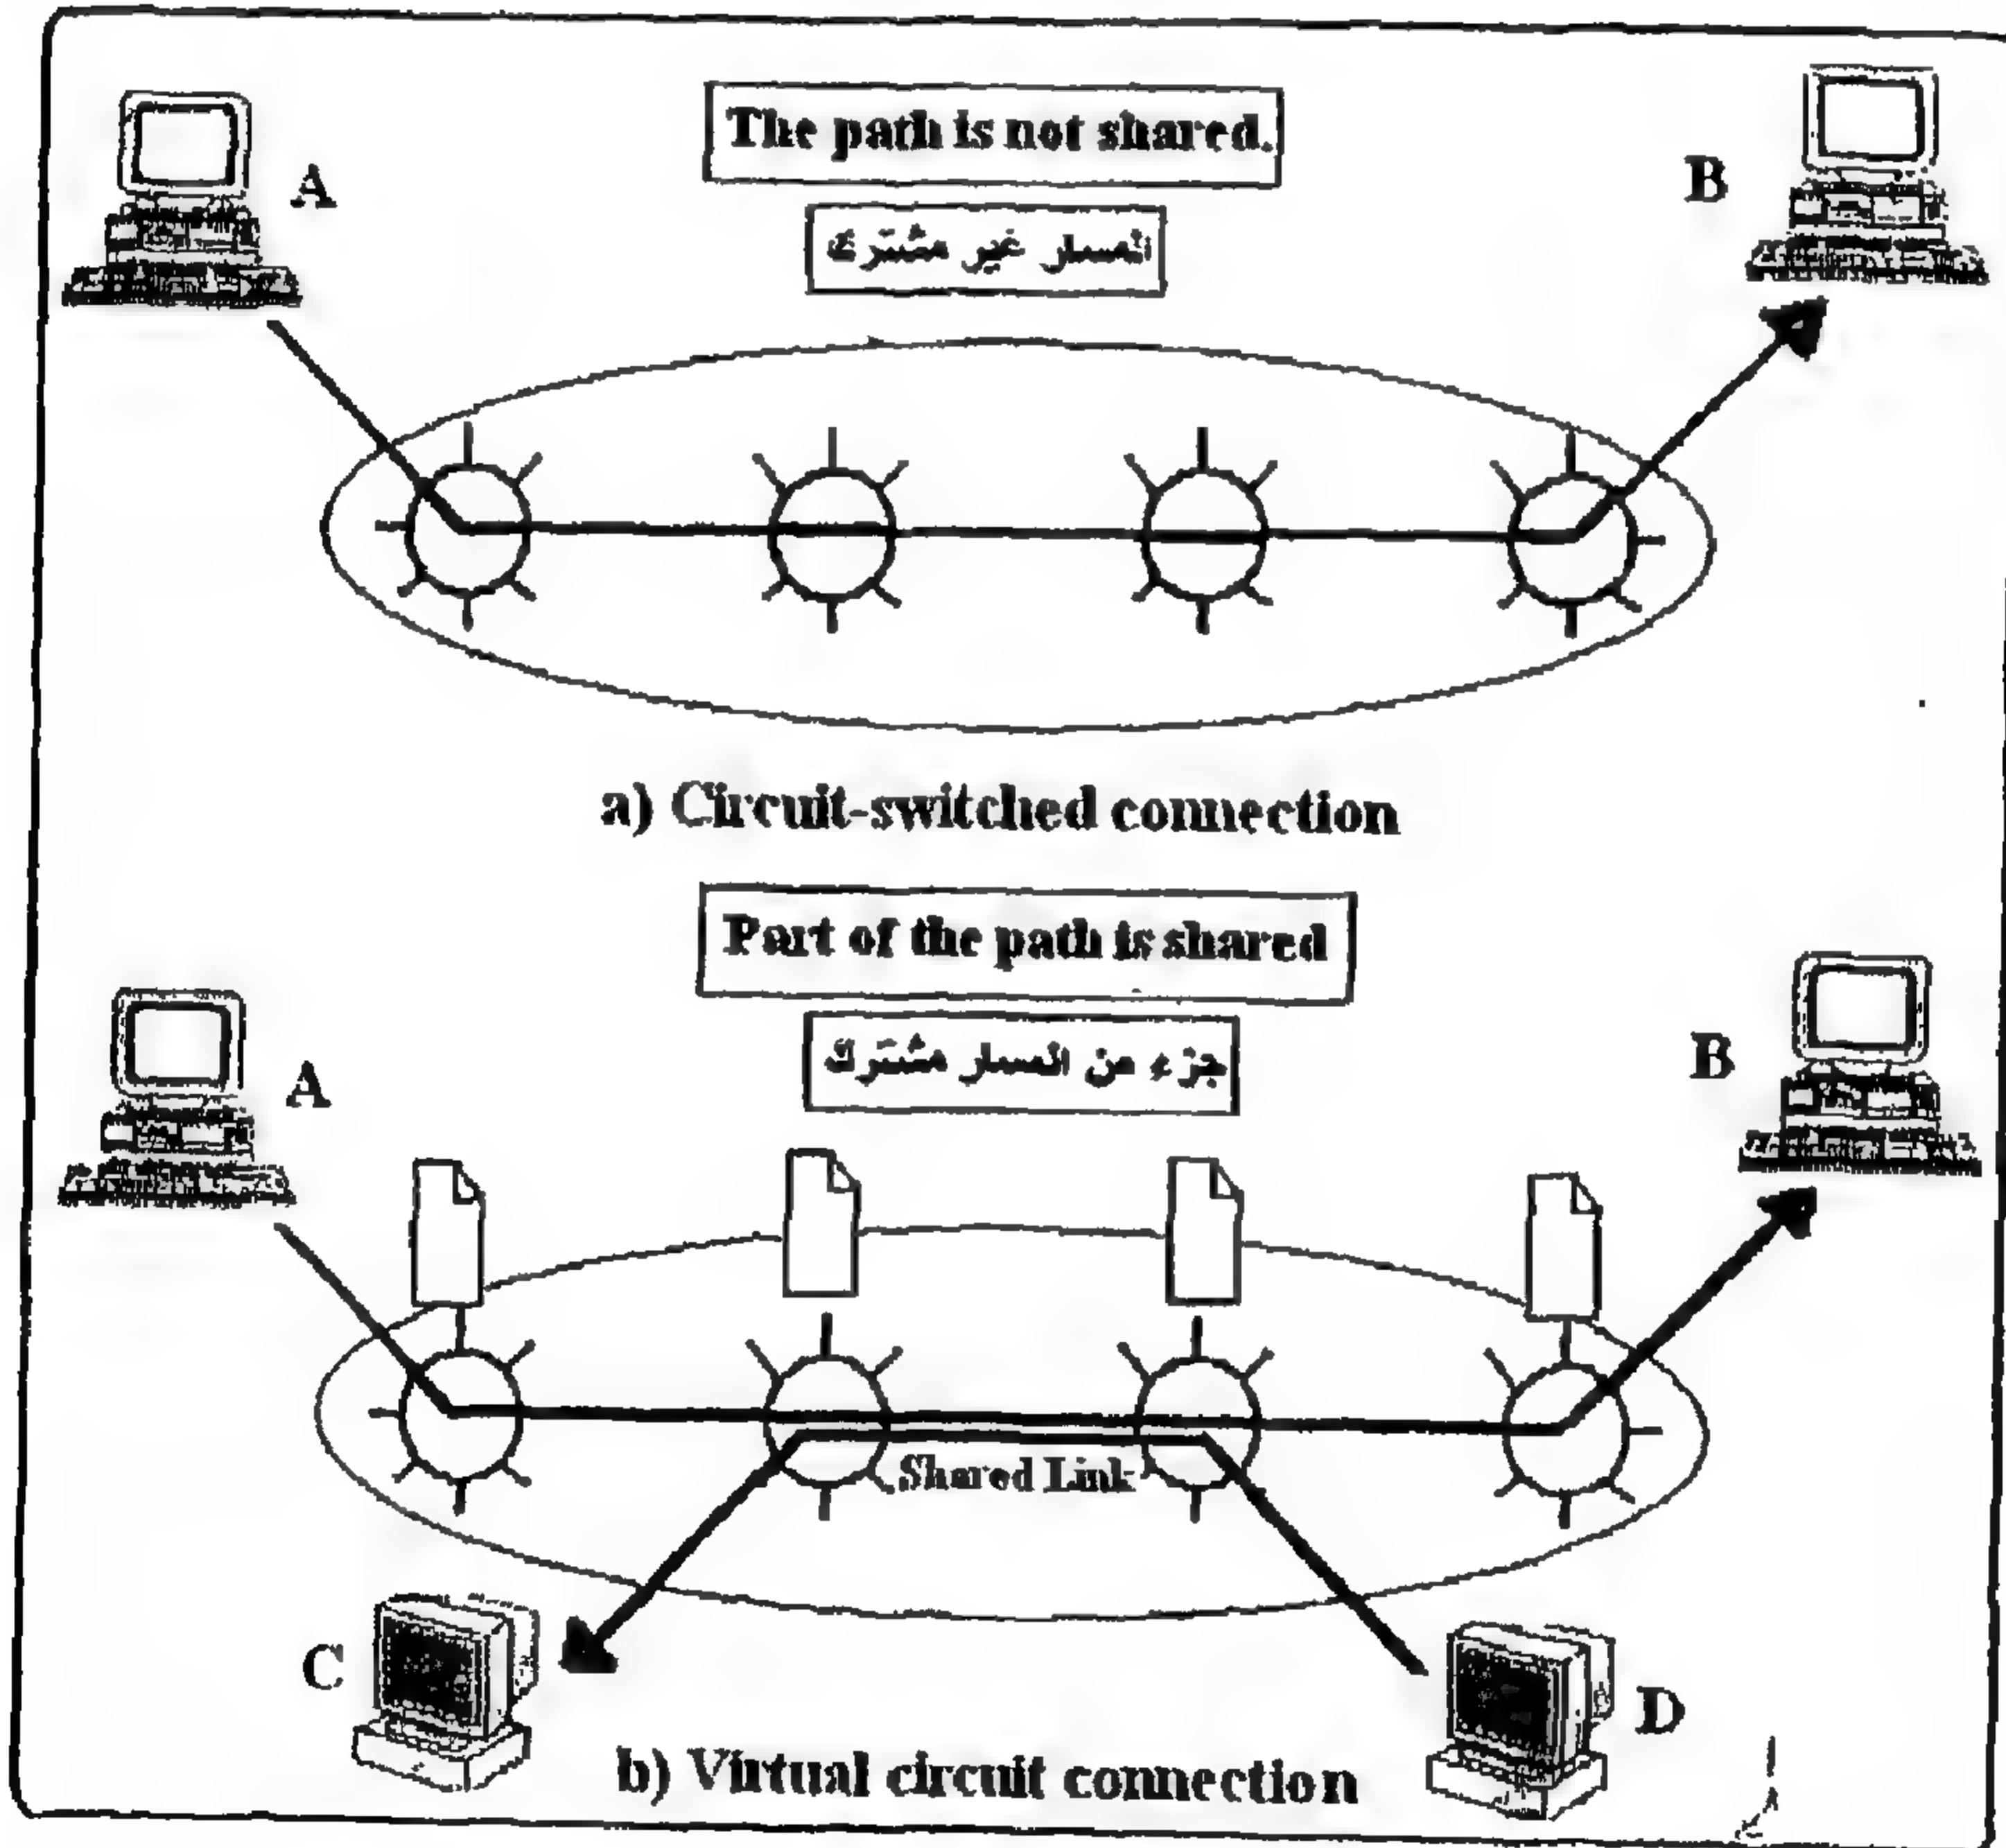 The path is not shared.
A
B
المسار غير مشترك
a) Circuit-switched connection
Part of the path is shared
جزء من المسار مشترك
A
B
Shared Link
C
D
b) Virtual circuit connection